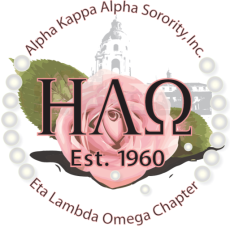 Alpha Kappa Alpha Sorority, Inc.
ΗΛΩ
Est. 1960
Eta Lambda Omega Chapter